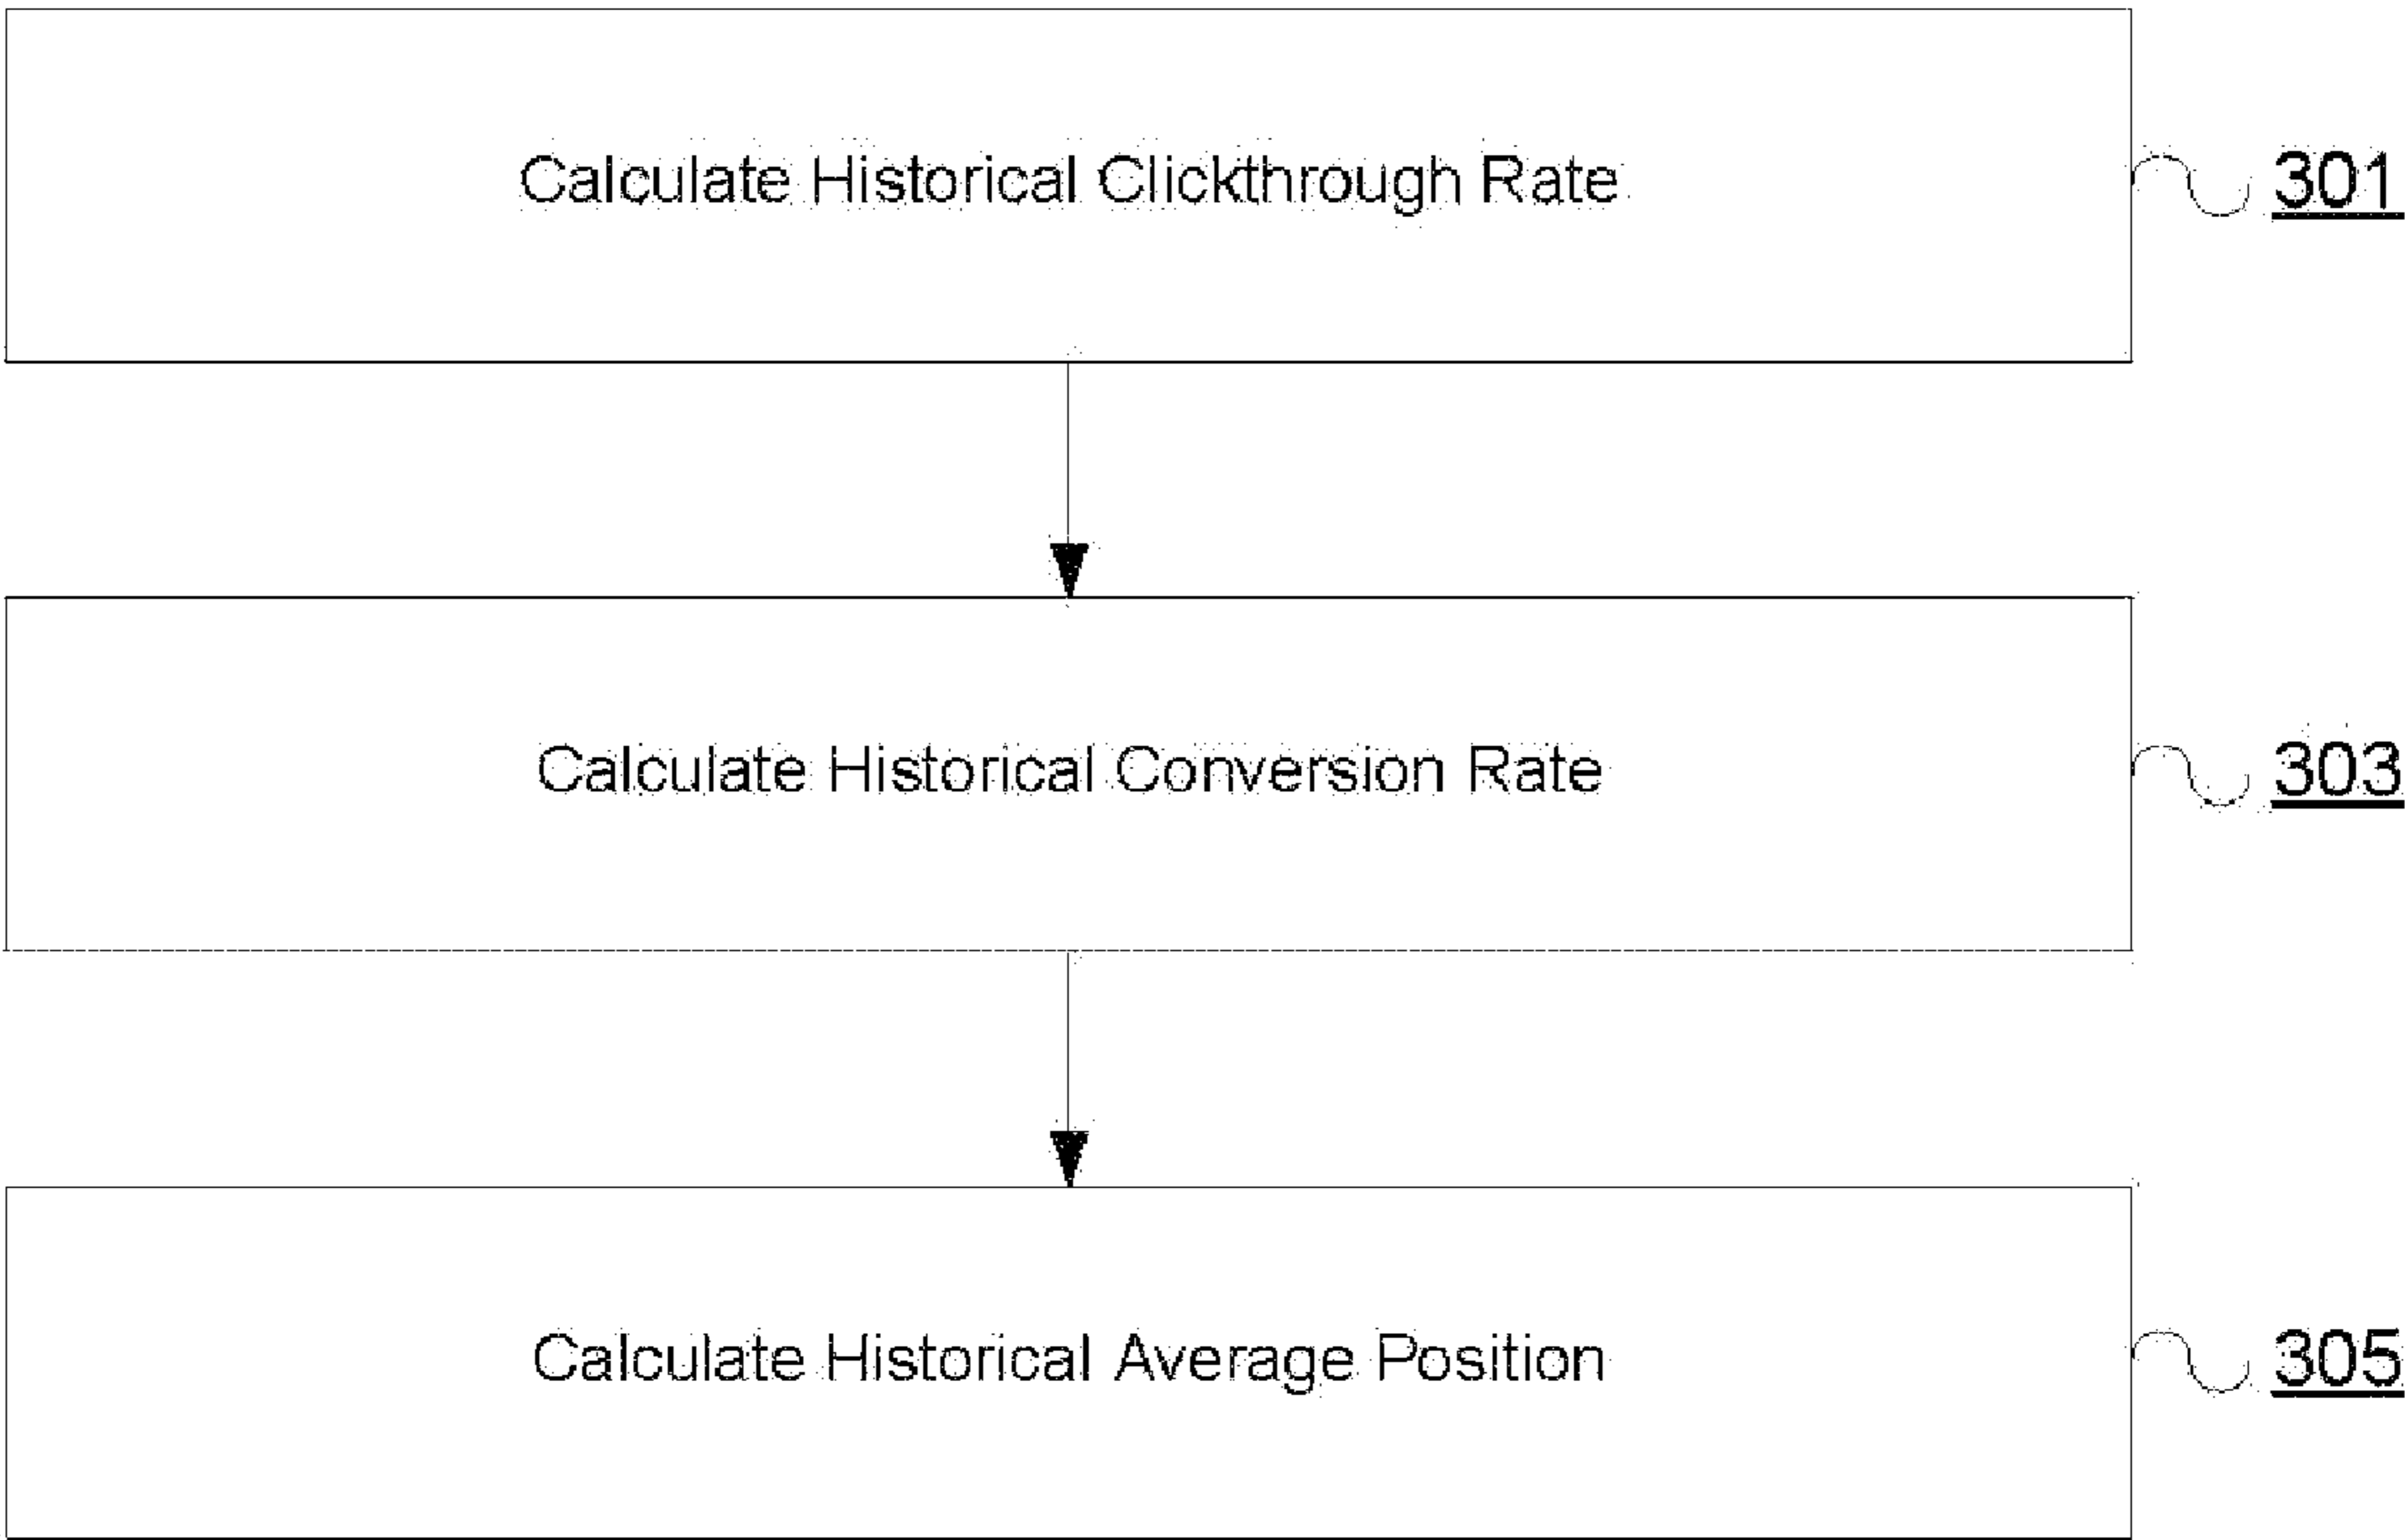 Calculate Historical Clickthrough Rate 301
Calculate Historical Conversion Rate 303
Calculate Historical Average Position 305